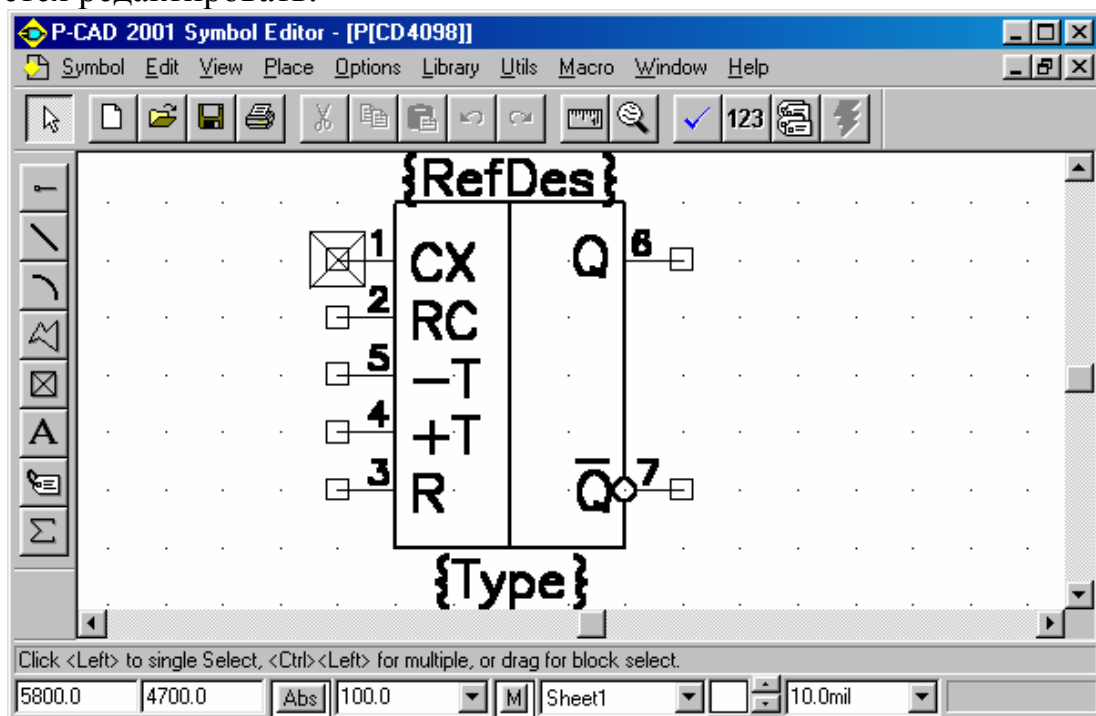 редактировать.
P-CAD 2001 Symbol Editor - [P[CD4098]]
Symbol Edit View Place Options Library Utils Macro Window Help
123
{RefDes}
1 CX Q 6
2 RC
5 —T
4 +T
3 R Q̅ 7
{Type}
A
Σ
Click <Left> to single Select, <Ctrl><Left> for multiple, or drag for block select.
5800.0 4700.0 Abs 100.0 M Sheet1 10.0mil